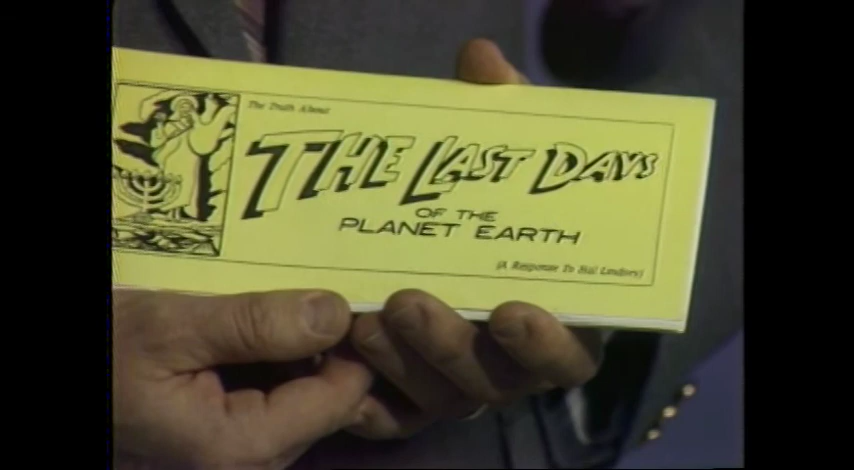 The Truth About
THE LAST DAYS
OF THE
PLANET EARTH
(A Response To Hal Lindsey)